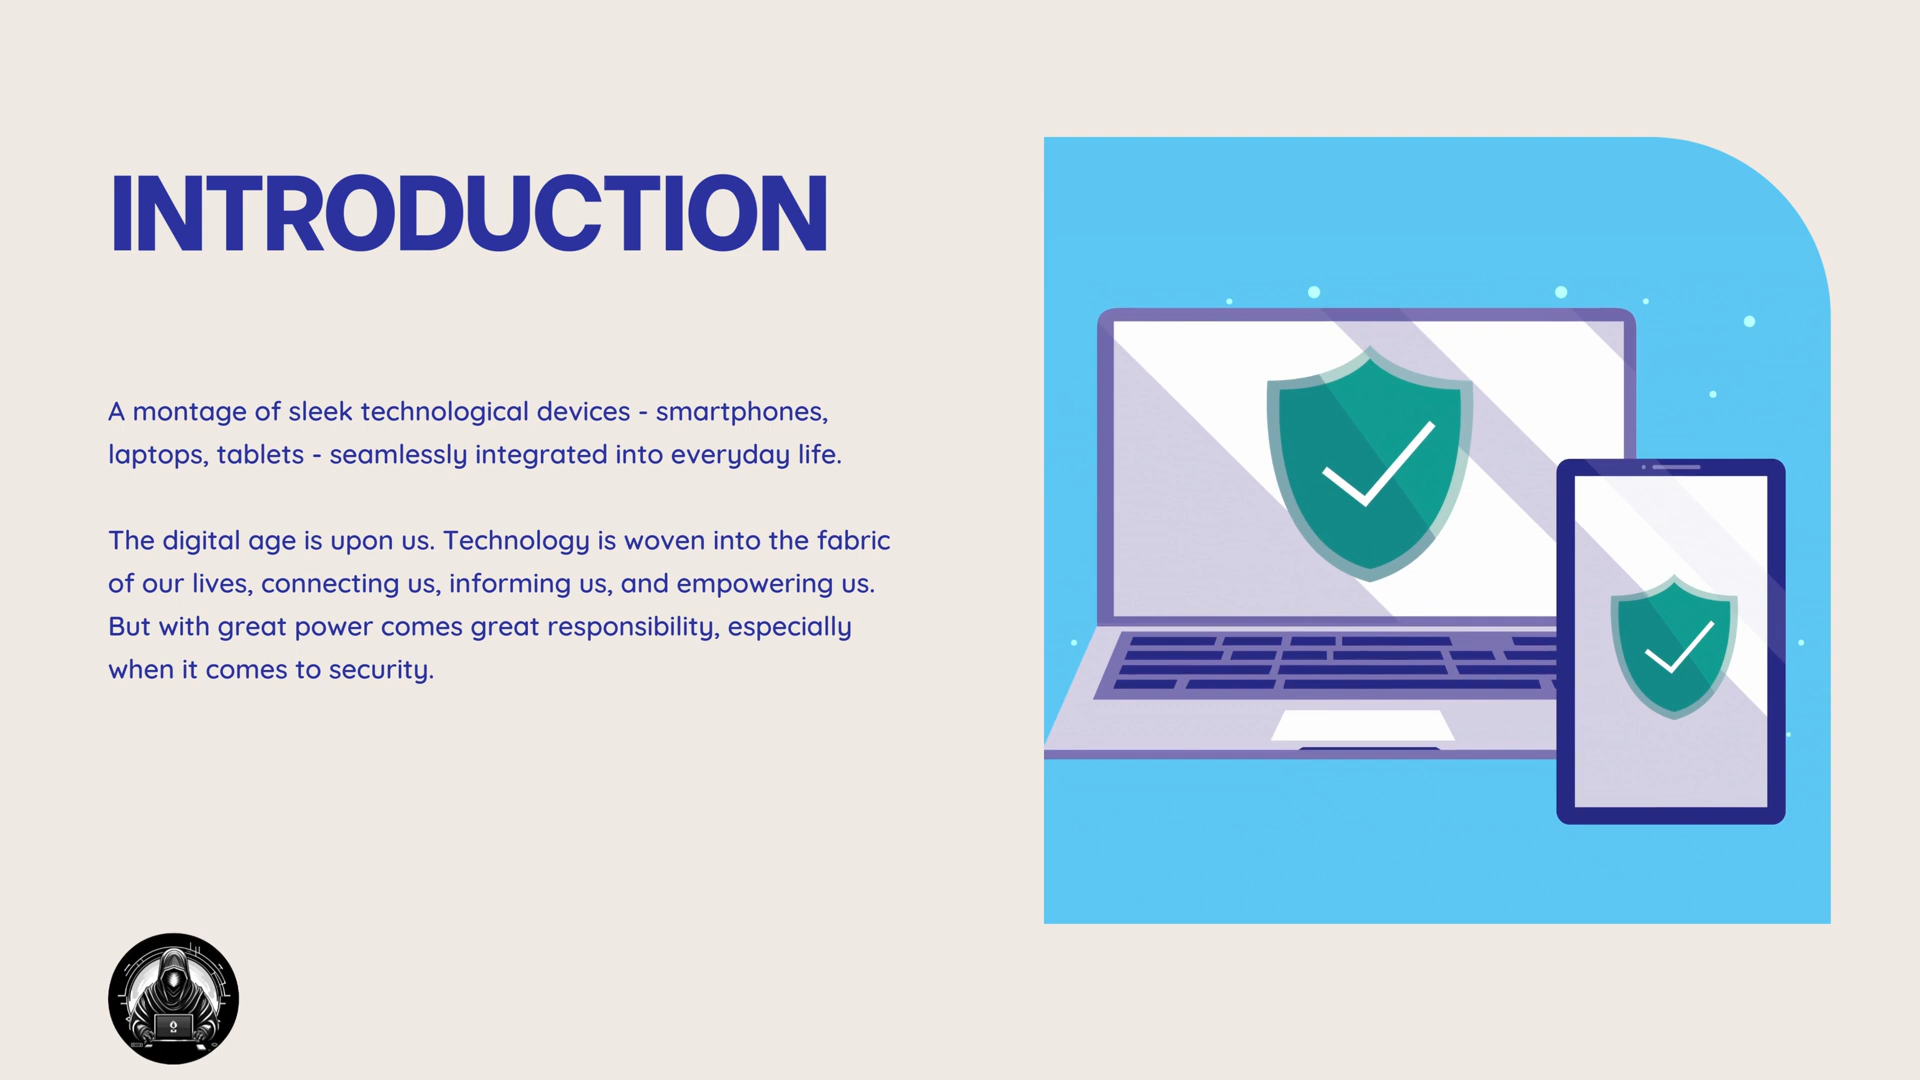 INTRODUCTION
A montage of sleek technological devices - smartphones,
laptops, tablets - seamlessly integrated into everyday life.
The digital age is upon us. Technology is woven into the fabric
of our lives, connecting us, informing us, and empowering us.
But with great power comes great responsibility, especially
when it comes to security.